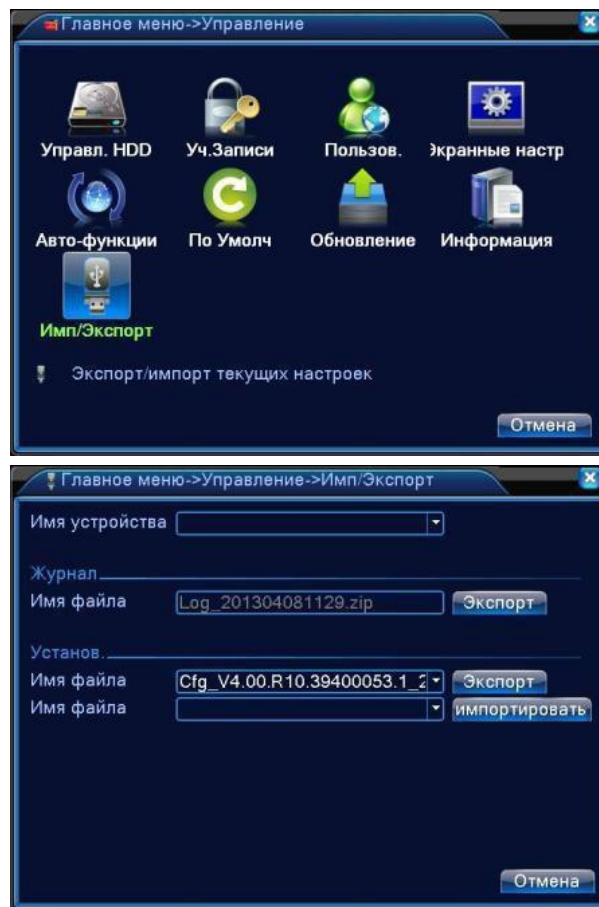 Главное меню->Управление
Управл. HDD Уч.Записи Пользов. Экранные настр
Авто-функции По Умолч Обновление Информация
Имп/Экспорт
Экспорт/импорт текущих настроек
Отмена
Главное меню->Управление->Имп/Экспорт
Имя устройства
Журнал
Имя файла Log_201304081129.zip Экспорт
Установ.
Имя файла Cfg_V4.00.R10.39400053.1_2 Экспорт
Имя файла импортировать
Отмена